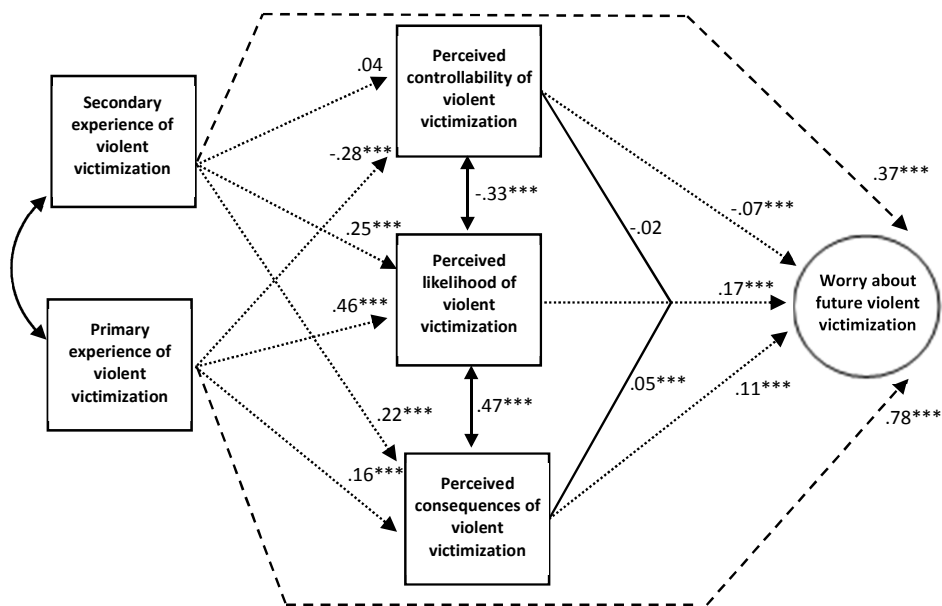 Perceived
controllability of
violent
victimization
.04
Secondary
experience of
violent
victimization
-.28***
.37***
-.33***
-.07***
.25***
-.02
Perceived
likelihood of
violent
victimization
Worry about
future violent
victimization
.46***
.17***
Primary
experience of
violent
victimization
.05***
.11***
.22***
.47***
.78***
.16***
Perceived
consequences of
violent
victimization